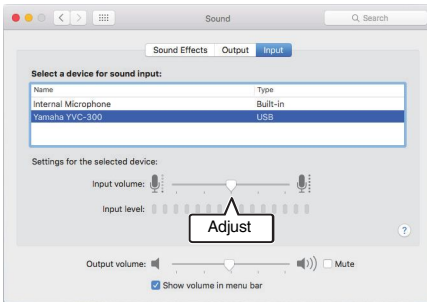 Sound
Search
Sound Effects Output Input
Select a device for sound input:
Name Type
Internal Microphone Built-in
Yamaha YVC-300 USB
Settings for the selected device:
Input volume:
Input level:
Adjust
?
Output volume: Mute
Show volume in menu bar